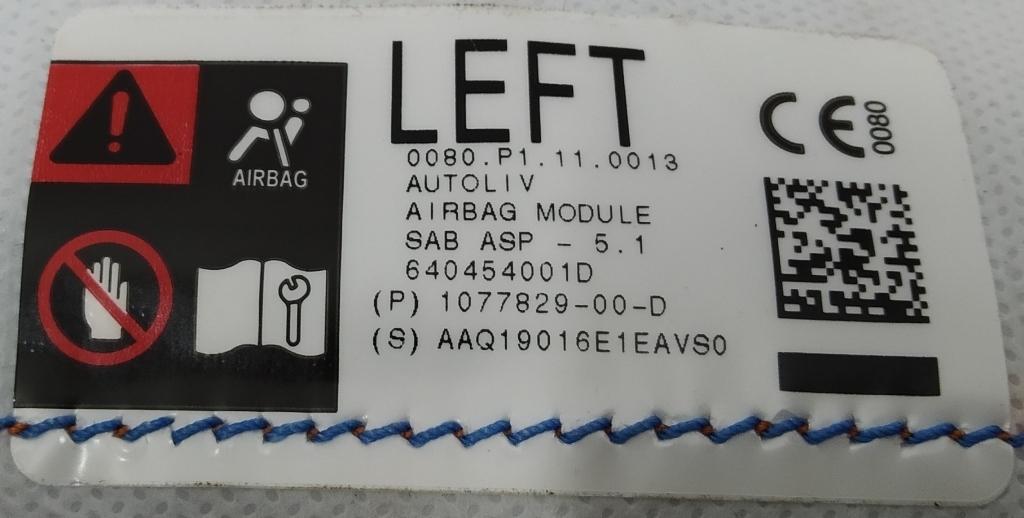 LEFT
AIRBAG
0080.P1.11.0013
AUTOLIV
AIRBAG MODULE
SAB ASP - 5.1
640454001D
(P) 1077829-00-D
(S) AAQ19016E1EAVS0
CE 0080